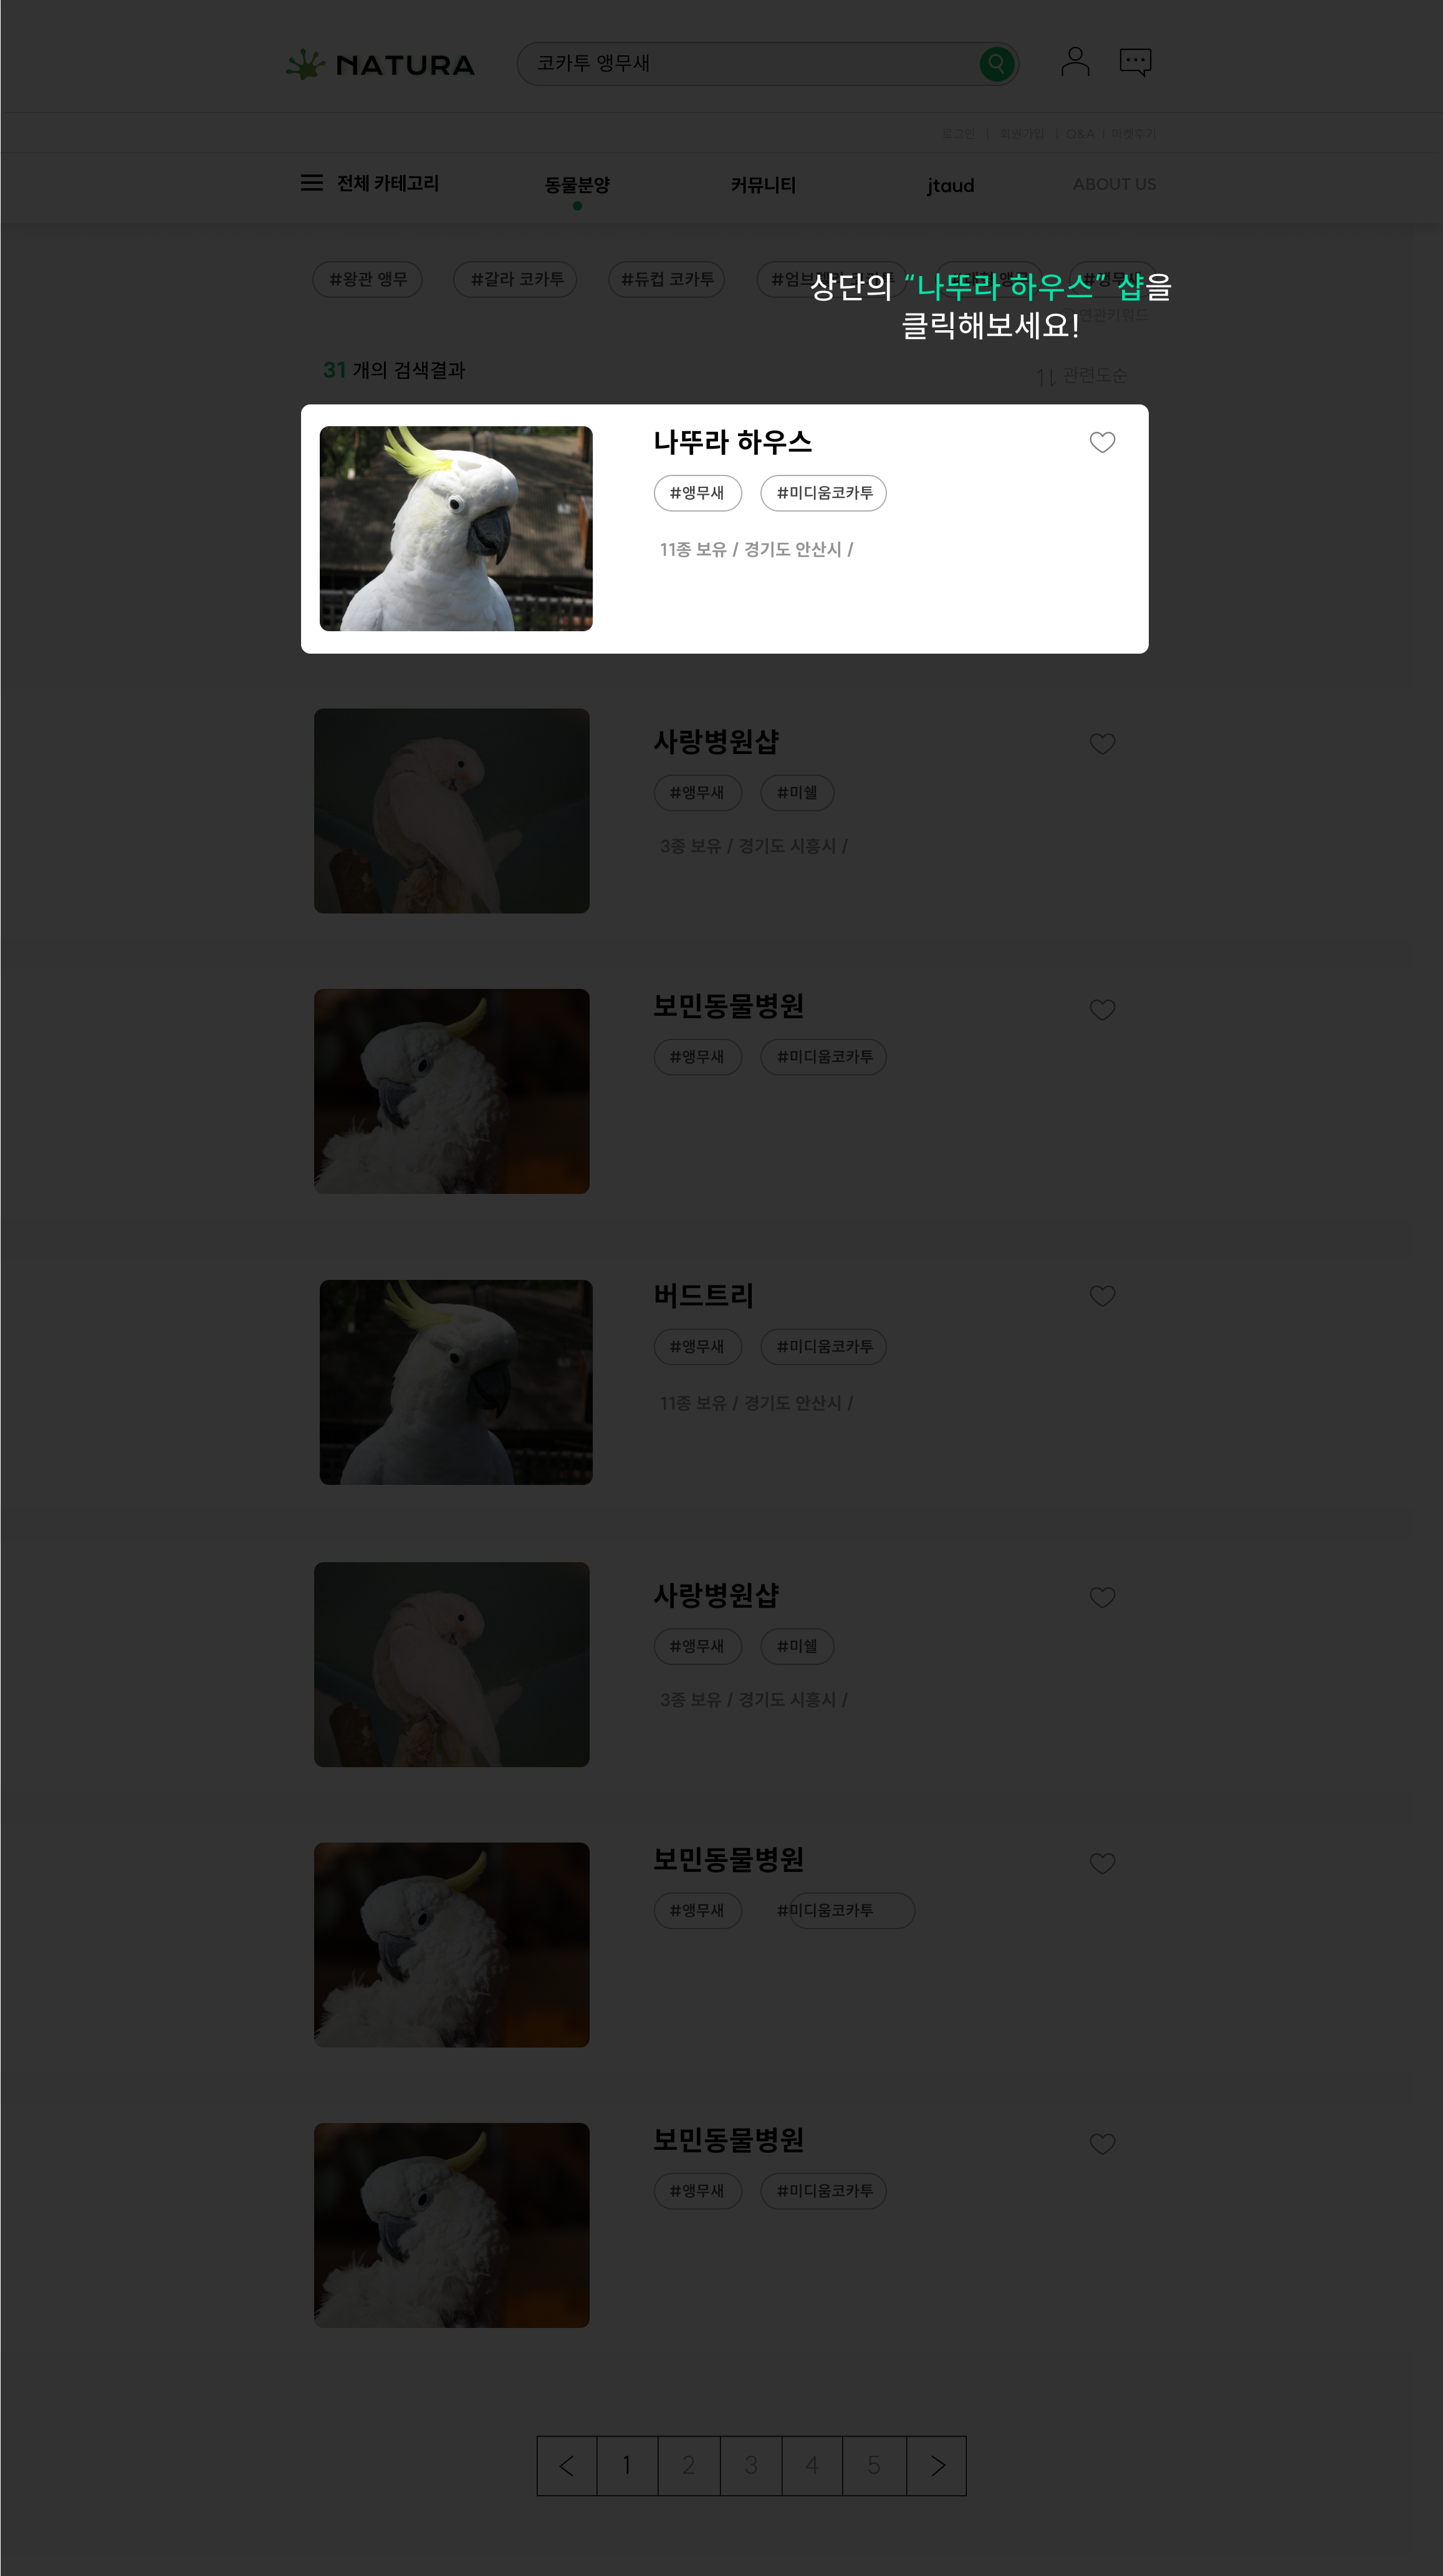 NATURA
코카투 앵무새
로그인 | 회원가입 | Q&A / 마켓후기
전체 카테고리
동물분양
커뮤니티
jtaud
ABOUT US
#왕관 앵무
#갈라 코카투
#듀컵 코카투
상단의 “나뚜라 하우스” 샵을
클릭해보세요!
연관키워드
31 개의 검색결과
관련도순
나뚜라 하우스
#앵무새 #미디움코카투
11종 보유 / 경기도 안산시 /
사랑병원샵
#앵무새 #미쉘
3종 보유 / 경기도 시흥시 /
보민동물병원
#앵무새 #미디움코카투
버드트리
#앵무새 #미디움코카투
11종 보유 / 경기도 안산시 /
사랑병원샵
#앵무새 #미쉘
3종 보유 / 경기도 시흥시 /
보민동물병원
#앵무새 #미디움코카투
보민동물병원
#앵무새 #미디움코카투
< 1 2 3 4 5 >